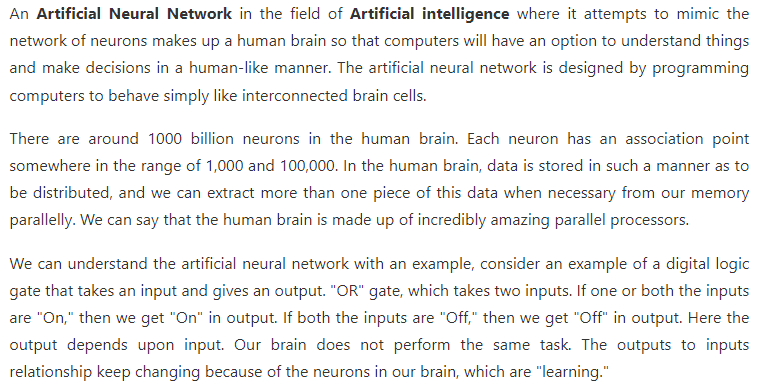 An Artificial Neural Network in the field of Artificial intelligence where it attempts to mimic the
network of neurons makes up a human brain so that computers will have an option to understand things
and make decisions in a human-like manner. The artificial neural network is designed by programming
computers to behave simply like interconnected brain cells.
There are around 1000 billion neurons in the human brain. Each neuron has an association point
somewhere in the range of 1,000 and 100,000. In the human brain, data is stored in such a manner as to
be distributed, and we can extract more than one piece of this data when necessary from our memory
parallelly. We can say that the human brain is made up of incredibly amazing parallel processors.
We can understand the artificial neural network with an example, consider an example of a digital logic
gate that takes an input and gives an output. "OR" gate, which takes two inputs. If one or both the inputs
are "On," then we get "On" in output. If both the inputs are "Off," then we get "Off" in output. Here the
output depends upon input. Our brain does not perform the same task. The outputs to inputs
relationship keep changing because of the neurons in our brain, which are "learning."